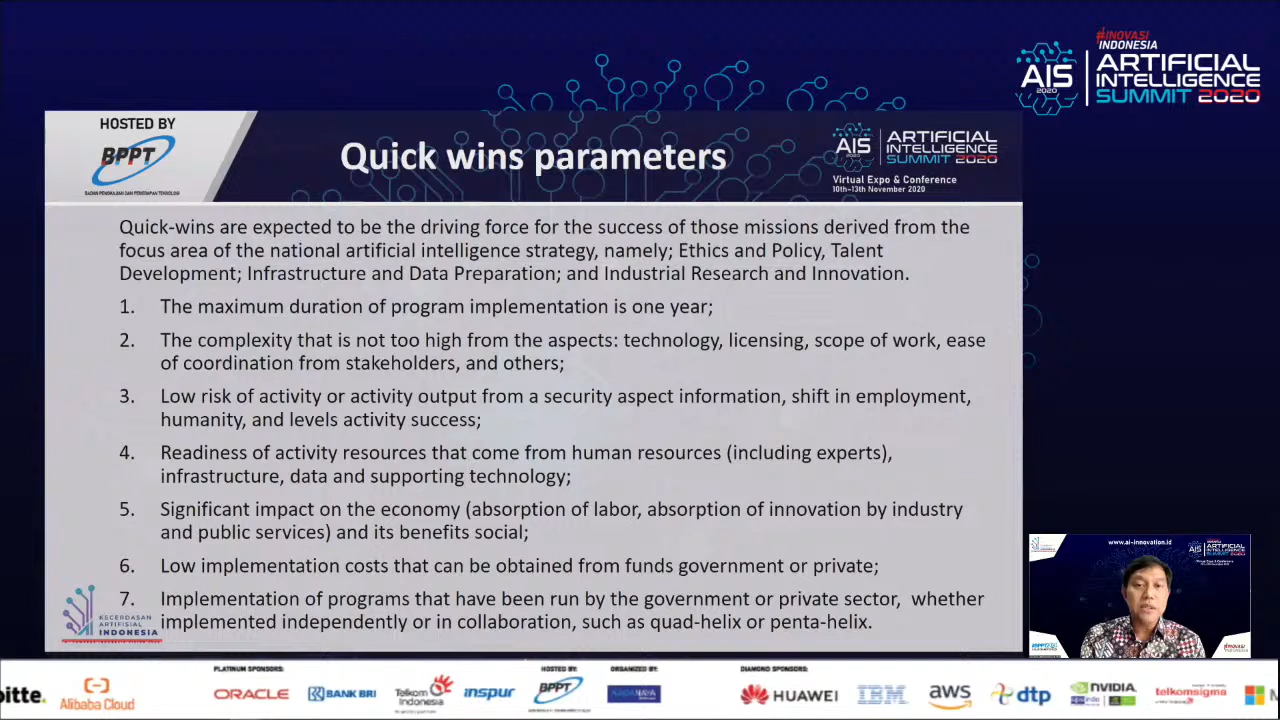 #INOVASI
INDONESIA
AIS
2020
ARTIFICIAL
INTELLIGENCE
SUMMIT 2020
HOSTED BY
BPPT
BADAN PENGKAJIAN DAN PENERAPAN TEKNOLOGI
Quick wins parameters
AIS
2020
ARTIFICIAL
INTELLIGENCE
SUMMIT 2020
Virtual Expo & Conference
10th-13th November 2020
Quick-wins are expected to be the driving force for the success of those missions derived from the
focus area of the national artificial intelligence strategy, namely; Ethics and Policy, Talent
Development; Infrastructure and Data Preparation; and Industrial Research and Innovation.
1. The maximum duration of program implementation is one year;
2. The complexity that is not too high from the aspects: technology, licensing, scope of work, ease
of coordination from stakeholders, and others;
3. Low risk of activity or activity output from a security aspect information, shift in employment,
humanity, and levels activity success;
4. Readiness of activity resources that come from human resources (including experts),
infrastructure, data and supporting technology;
5. Significant impact on the economy (absorption of labor, absorption of innovation by industry
and public services) and its benefits social;
6. Low implementation costs that can be obtained from funds government or private;
7. Implementation of programs that have been run by the government or private sector, whether
implemented independently or in collaboration, such as quad-helix or penta-helix.
KECERDASAN
ARTIFISIAL
INDONESIA
www.ai-innovation.id
PLATINUM SPONSORS:
HOSTED BY:
ORGANIZED BY:
DIAMOND SPONSORS:
oitte.
Alibaba Cloud
ORACLE
BANK BRI
Telkom
Indonesia
inspur
BPPT
HUAWEI
IBM
aws
dtp
NVIDIA
telkomsigma